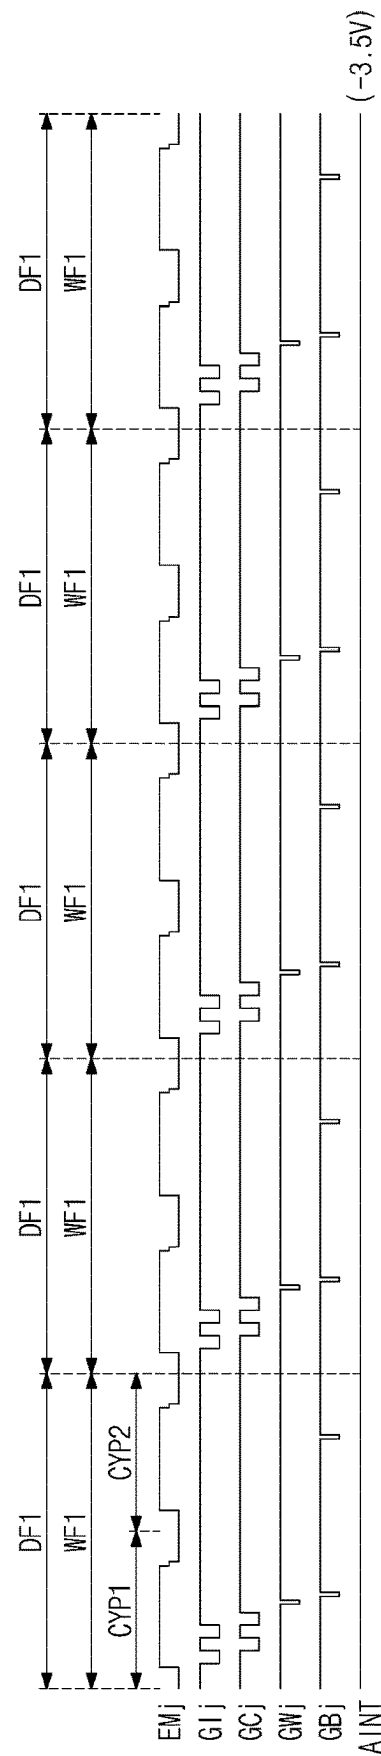 DF1 DF1 DF1 DF1 DF1
WF1 WF1 WF1 WF1 WF1
CYP1 CYP2
EMj
GIj
GCj
GWj
GBj
AINT (-3.5V)